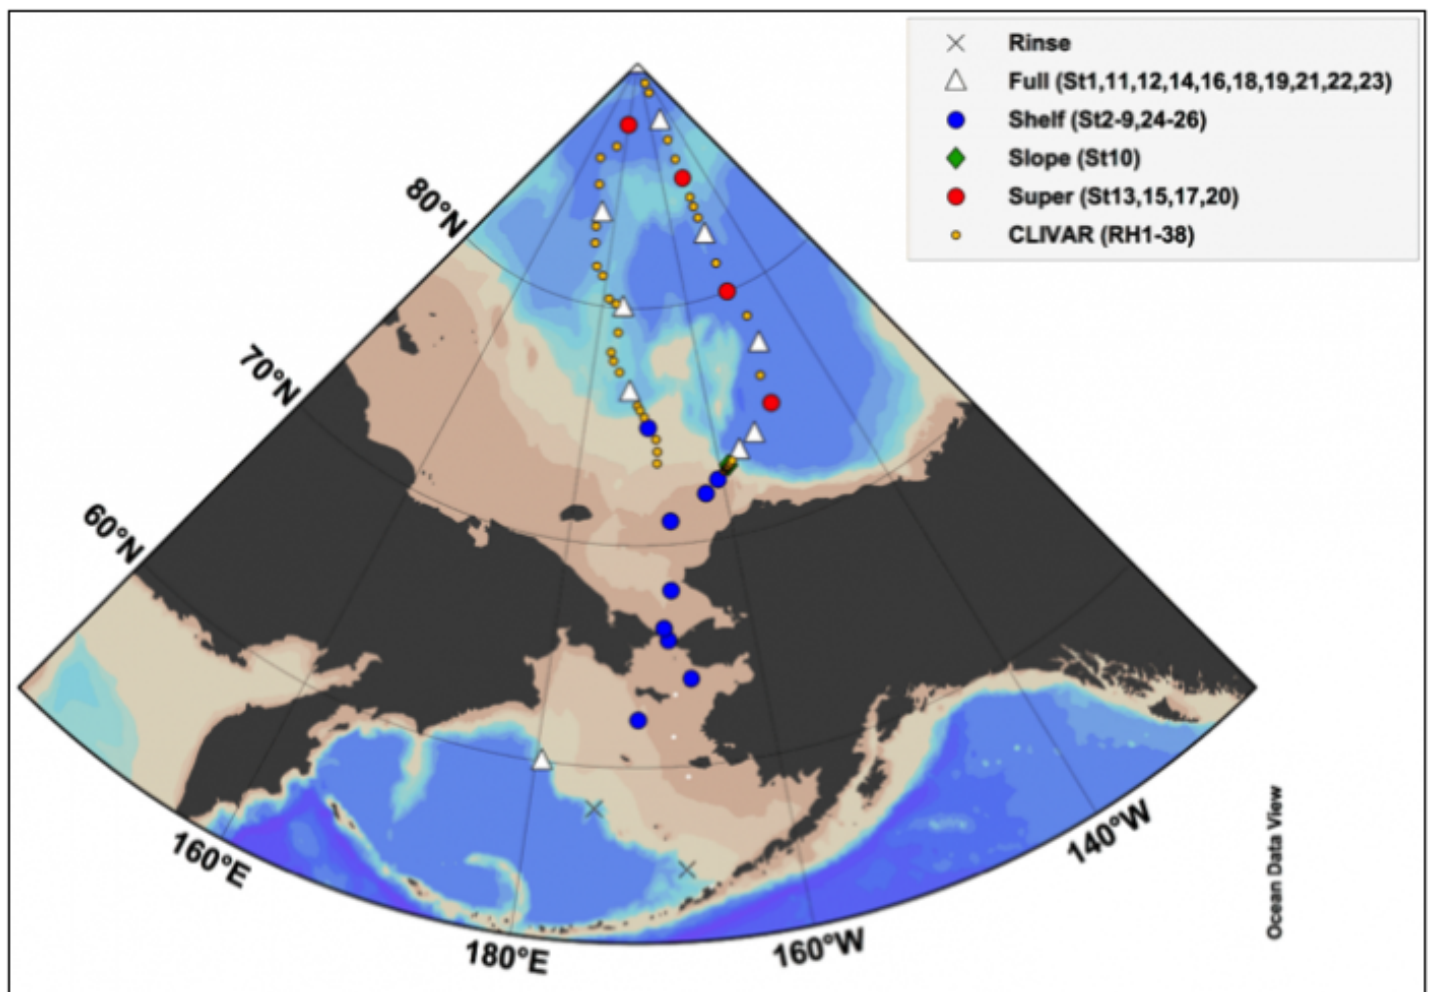 Rinse
Full (St1,11,12,14,16,18,19,21,22,23)
Shelf (St2-9,24-26)
Slope (St10)
Super (St13,15,17,20)
CLIVAR (RH1-38)
80°N
70°N
60°N
160°E
180°E
160°W
140°W
Ocean Data View